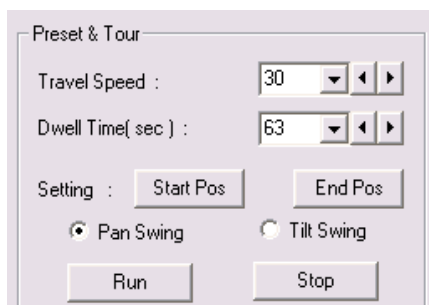 Preset & Tour
Travel Speed : 30
Dwell Time( sec ) : 63
Setting : Start Pos End Pos
Pan Swing Tilt Swing
Run Stop